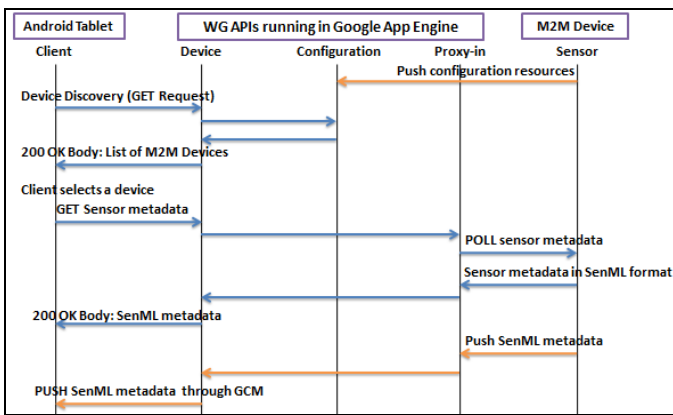 Android Tablet
WG APIs running in Google App Engine
M2M Device
Client
Device
Configuration
Proxy-in
Sensor
Push configuration resources
Device Discovery (GET Request)
200 OK Body: List of M2M Devices
Client selects a device
GET Sensor metadata
POLL sensor metadata
Sensor metadata in SenML format
200 OK Body: SenML metadata
Push SenML metadata
PUSH SenML metadata through GCM